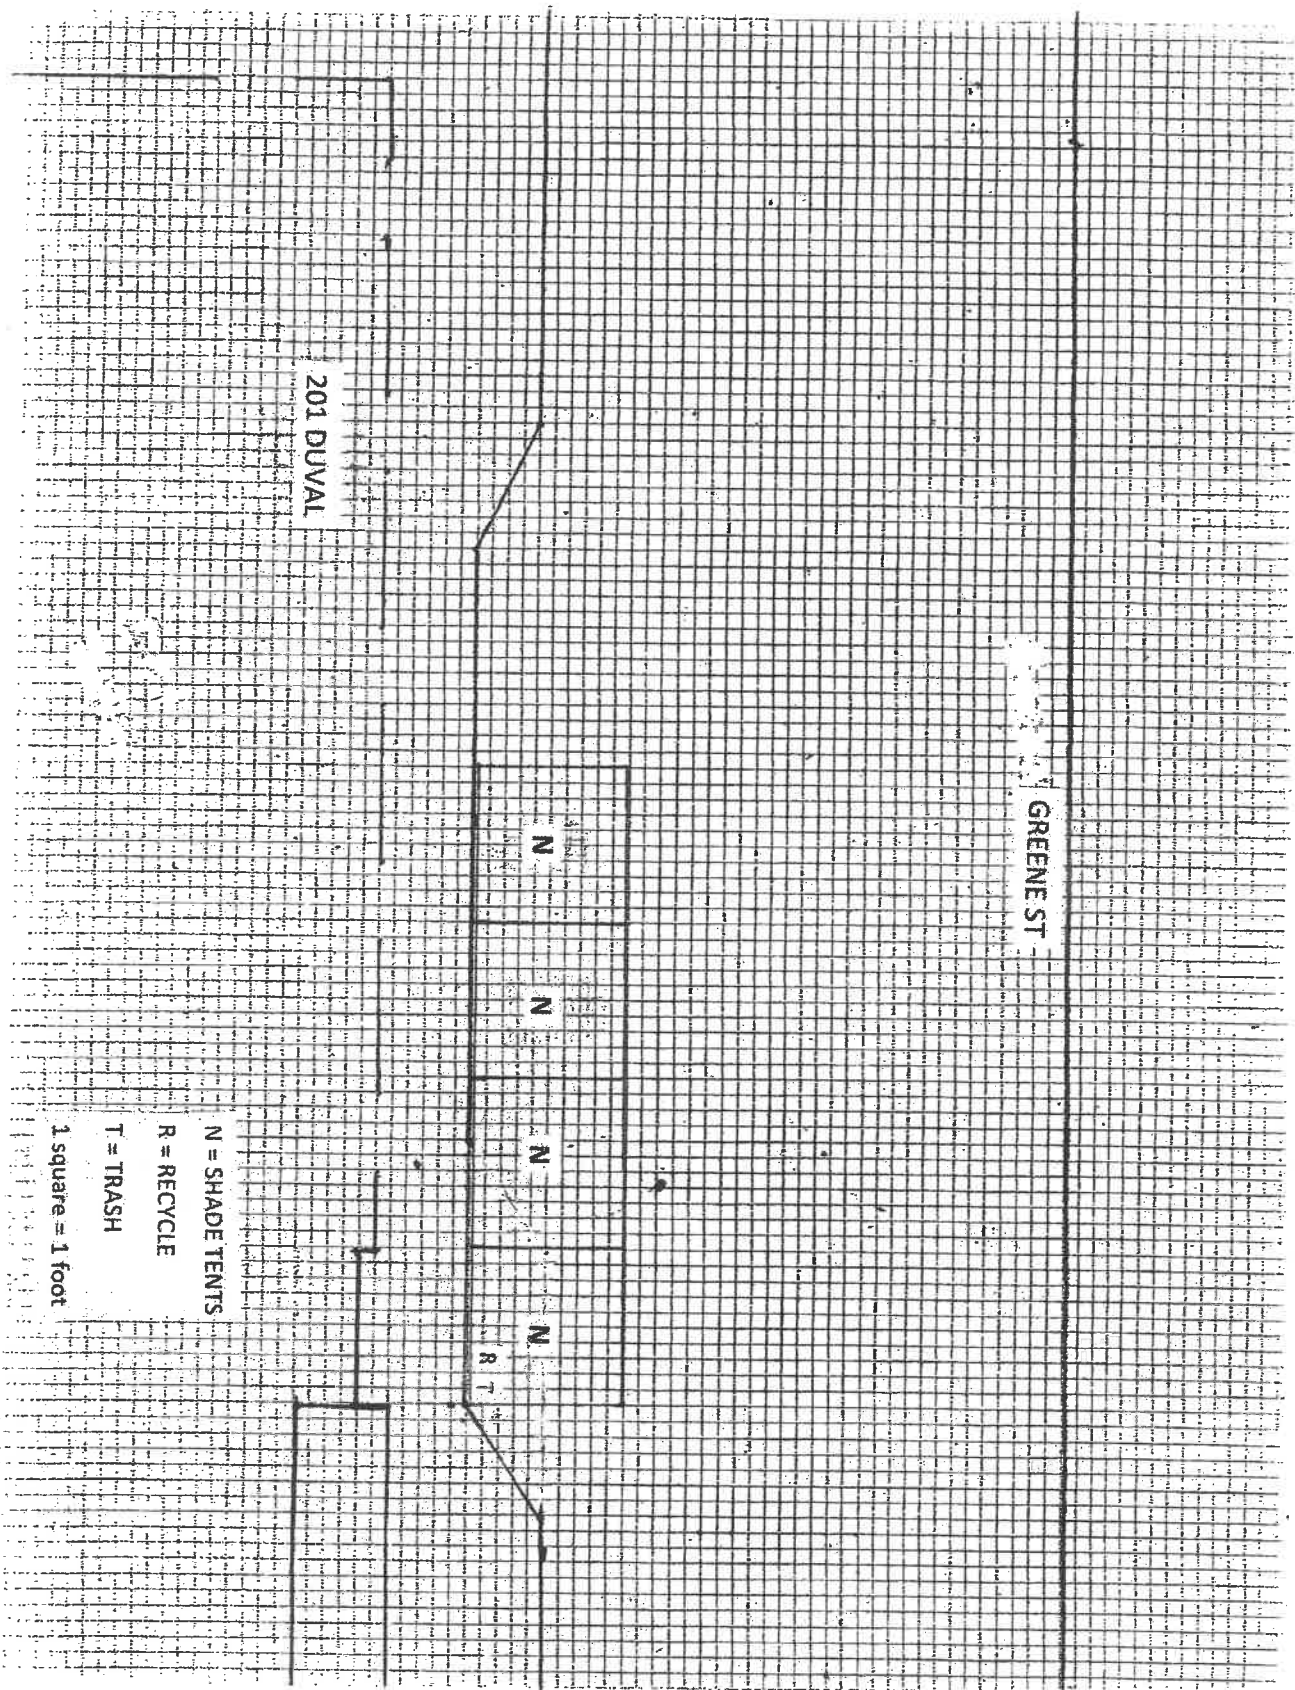 GREENE ST
N
N
N
N
R
T
201 DUVAL
N = SHADE TENTS
R = RECYCLE
T = TRASH
1 square = 1 foot